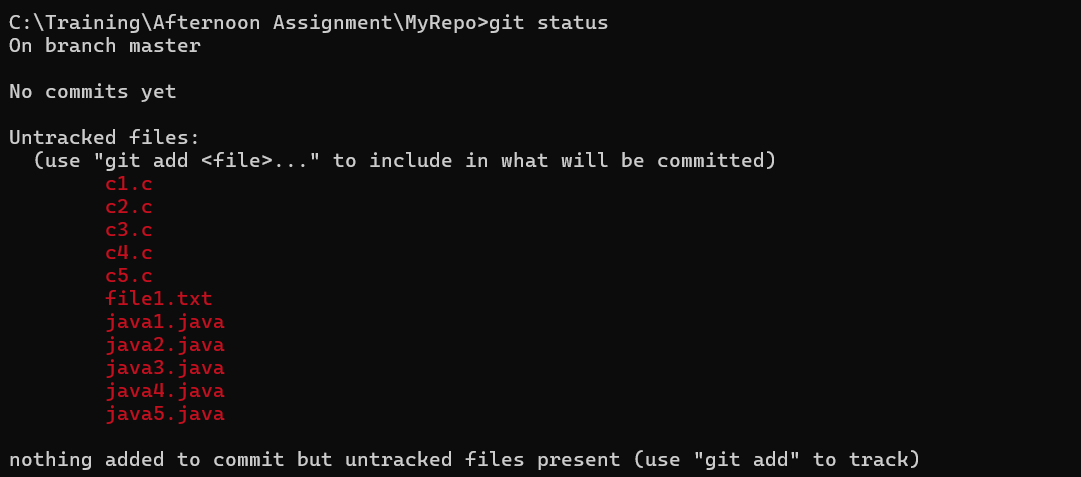 C:\Training\Afternoon Assignment\MyRepo>git status
On branch master
No commits yet
Untracked files:
(use "git add <file>..." to include in what will be committed)
c1.c
c2.c
c3.c
c4.c
c5.c
file1.txt
java1.java
java2.java
java3.java
java4.java
java5.java
nothing added to commit but untracked files present (use "git add" to track)